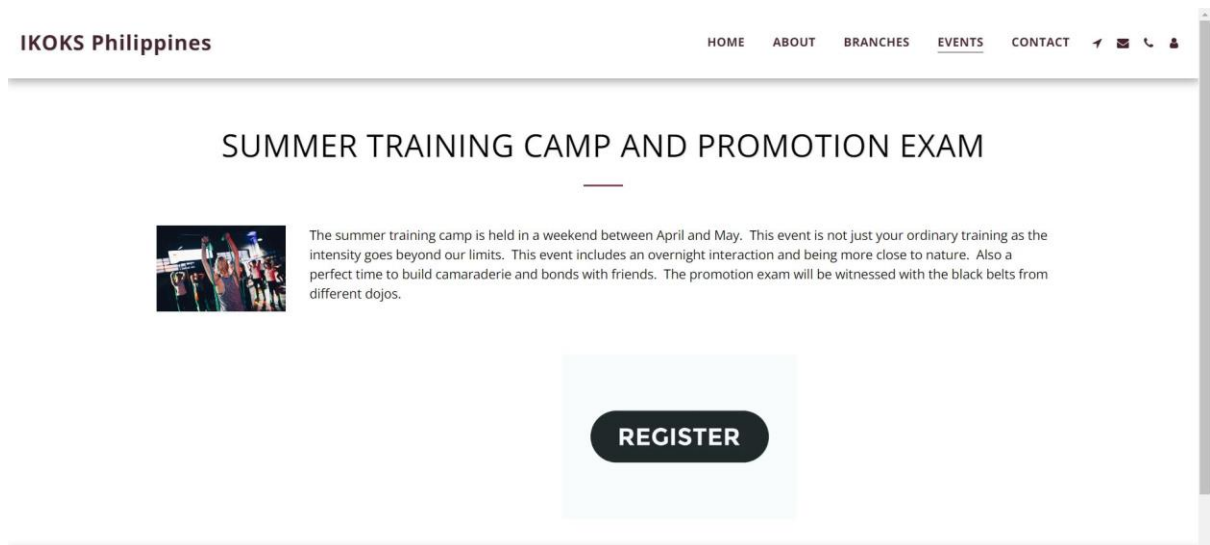 IKOKS Philippines
HOME ABOUT BRANCHES EVENTS CONTACT
SUMMER TRAINING CAMP AND PROMOTION EXAM
The summer training camp is held in a weekend between April and May. This event is not just your ordinary training as the
intensity goes beyond our limits. This event includes an overnight interaction and being more close to nature. Also a
perfect time to build camaraderie and bonds with friends. The promotion exam will be witnessed with the black belts from
different dojos.
REGISTER